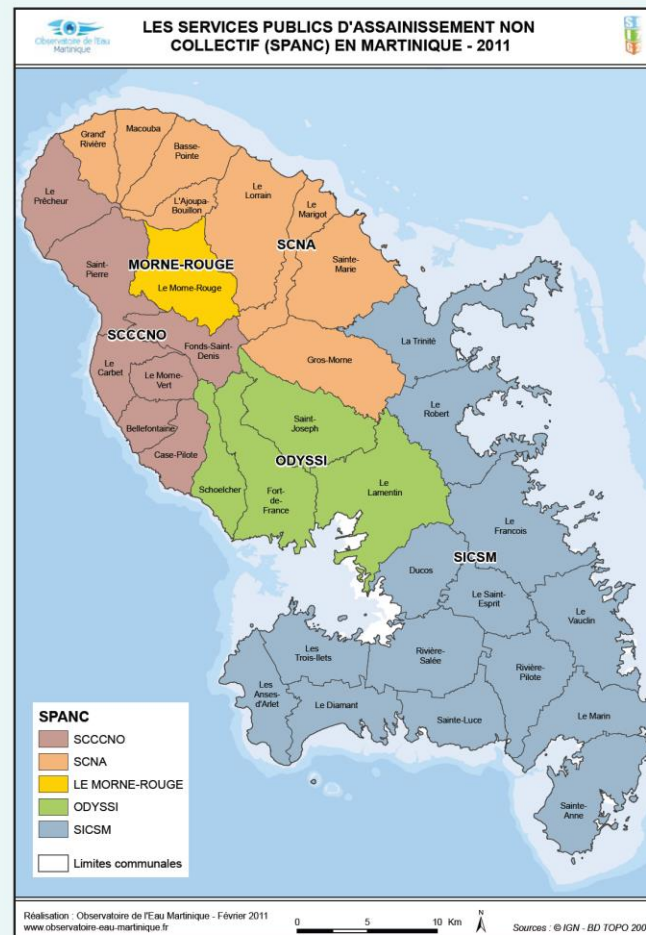 Observatoire de l'Eau
Martinique
LES SERVICES PUBLICS D'ASSAINISSEMENT NON
COLLECTIF (SPANC) EN MARTINIQUE - 2011
Grand'
Rivière
Macouba
Basse-
Pointe
Le
Prêcheur
L'Ajoupa-
Bouillon
Le
Lorrain
Le
Marigot
Saint-
Pierre
MORNE-ROUGE
SCNA
Sainte-
Marie
Le Morne-Rouge
SCCCNO
Fonds-Saint-
Denis
La Trinité
Le
Carbet
Le Morne-
Vert
Gros-Morne
Le
Robert
Bellefontaine
Saint-
Joseph
Case-Pilote
ODYSSI
Schoelcher
Fort-
de-
France
Le
Lamentin
Le
Francois
SICSM
Ducos
Le Saint-
Esprit
Le
Vauclin
Les
Trois-Ilets
Rivière-
Salée
Rivière-
Pilote
Les
Anses-
d'Arlet
Le Diamant
Sainte-Luce
Le Marin
Sainte-
Anne
SPANC
SCCCNO
SCNA
LE MORNE-ROUGE
ODYSSI
SICSM
Limites communales
Réalisation : Observatoire de l'Eau Martinique - Février 2011
www.observatoire-eau-martinique.fr
0 5 10 Km
N
Sources : © IGN - BD TOPO